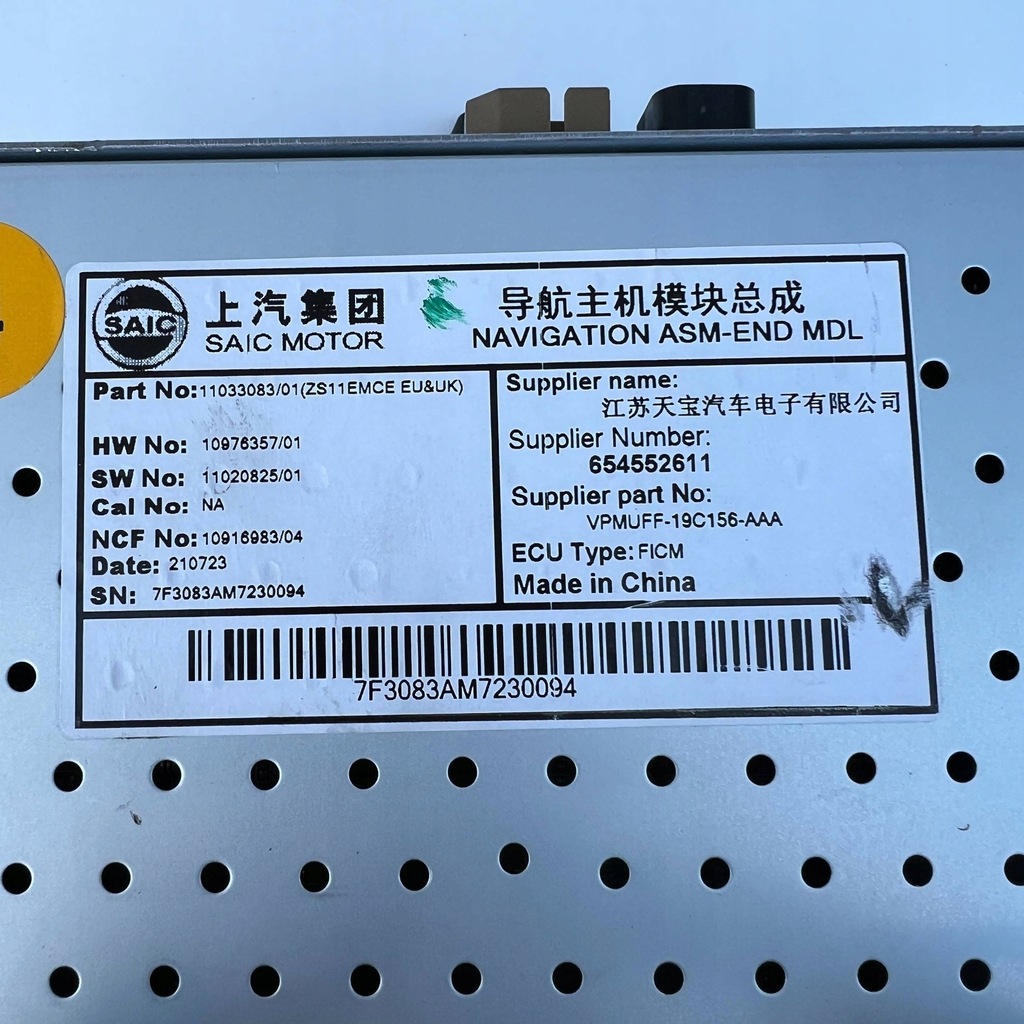 SAIC
上汽集团
SAIC MOTOR
导航主机模块总成
NAVIGATION ASM-END MDL
Part No:11033083/01(ZS11EMCE EU&UK)
HW No: 10976357/01
SW No: 11020825/01
Cal No: NA
NCF No: 10916983/04
Date: 210723
SN: 7F3083AM7230094
Supplier name:
江苏天宝汽车电子有限公司
Supplier Number:
654552611
Supplier part No:
VPMUFF-19C156-AAA
ECU Type: FICM
Made in China
7F3083AM7230094